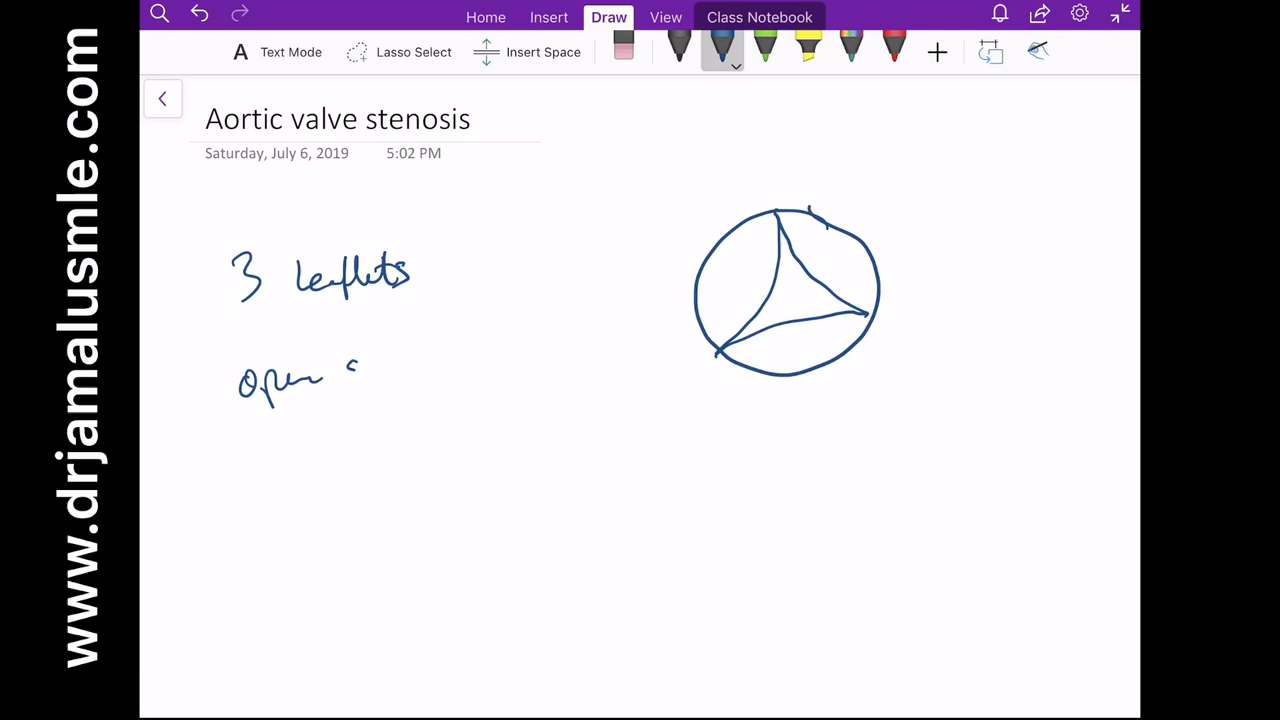 www.drjamalusmle.com
Home Insert Draw View Class Notebook
A Text Mode Lasso Select Insert Space
Aortic valve stenosis
Saturday, July 6, 2019 5:02 PM
3 leaflets
open